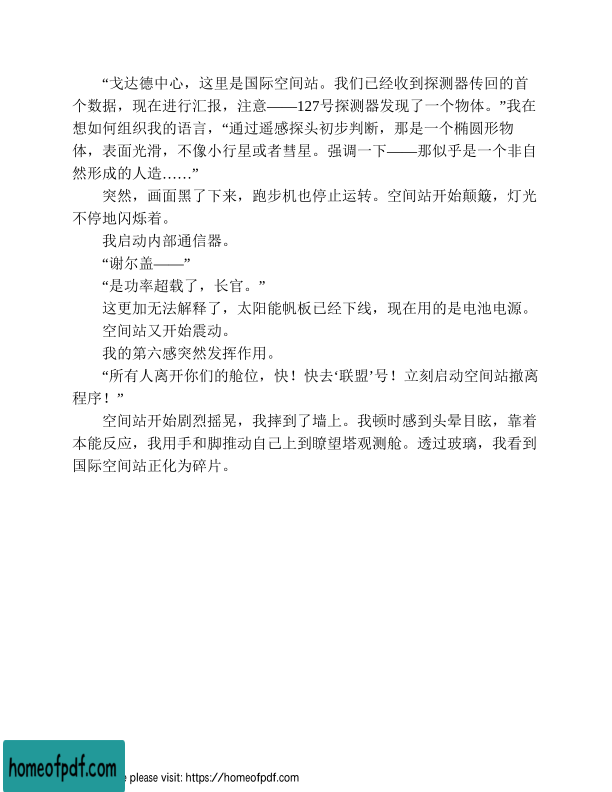 “戈达德中心，这里是国际空间站。我们已经收到探测器传回的首
个数据，现在进行汇报，注意——127号探测器发现了一个物体。”我在
想如何组织我的语言，“通过遥感探头初步判断，那是一个椭圆形物
体，表面光滑，不像小行星或者彗星。强调一下——那似乎是一个非自
然形成的人造……”
突然，画面黑了下来，跑步机也停止运转。空间站开始颠簸，灯光
不停地闪烁着。
我启动内部通信器。
“谢尔盖——”
“是功率超载了，长官。”
这更加无法解释了，太阳能帆板已经下线，现在用的是电池电源。
空间站又开始震动。
我的第六感突然发挥作用。
“所有人离开你们的舱位，快！快去‘联盟’号！立刻启动空间站撤离
程序！”
空间站开始剧烈摇晃，我摔到了墙上。我顿时感到头晕目眩，靠着
本能反应，我用手和脚推动自己上到瞭望塔观测舱。透过玻璃，我看到
国际空间站正化为碎片。
homeofpdf.com
e please visit: https://homeofpdf.com